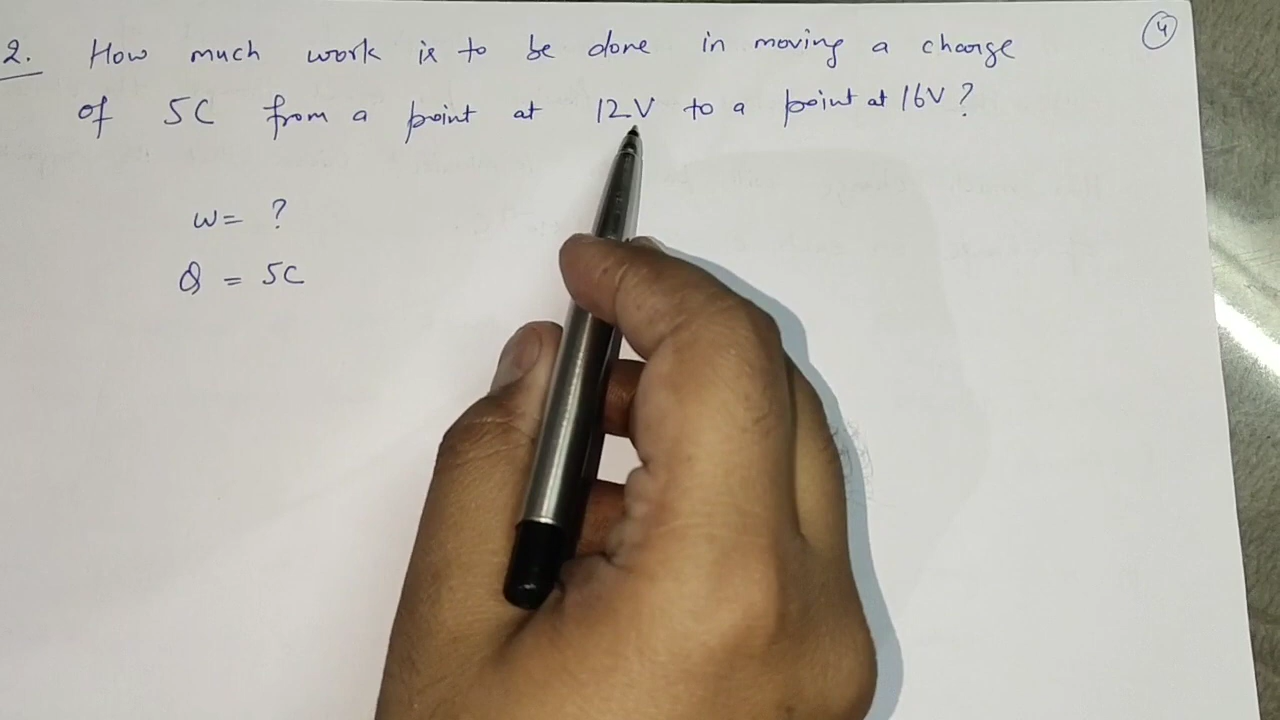 4
2. How much work is to be done in moving a charge
of 5C from a point at 12V to a point at 16V ?
W = ?
Q = 5C